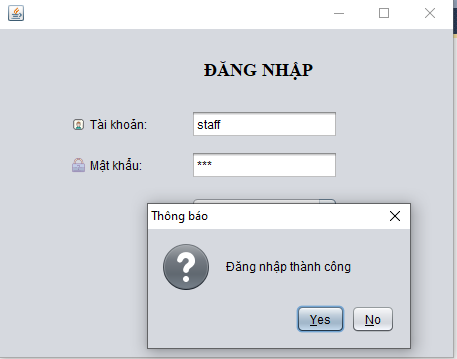 ĐĂNG NHẬP
Tài khoản:
staff
Mật khẩu:
***
Thông báo
Đăng nhập thành công
Yes
No